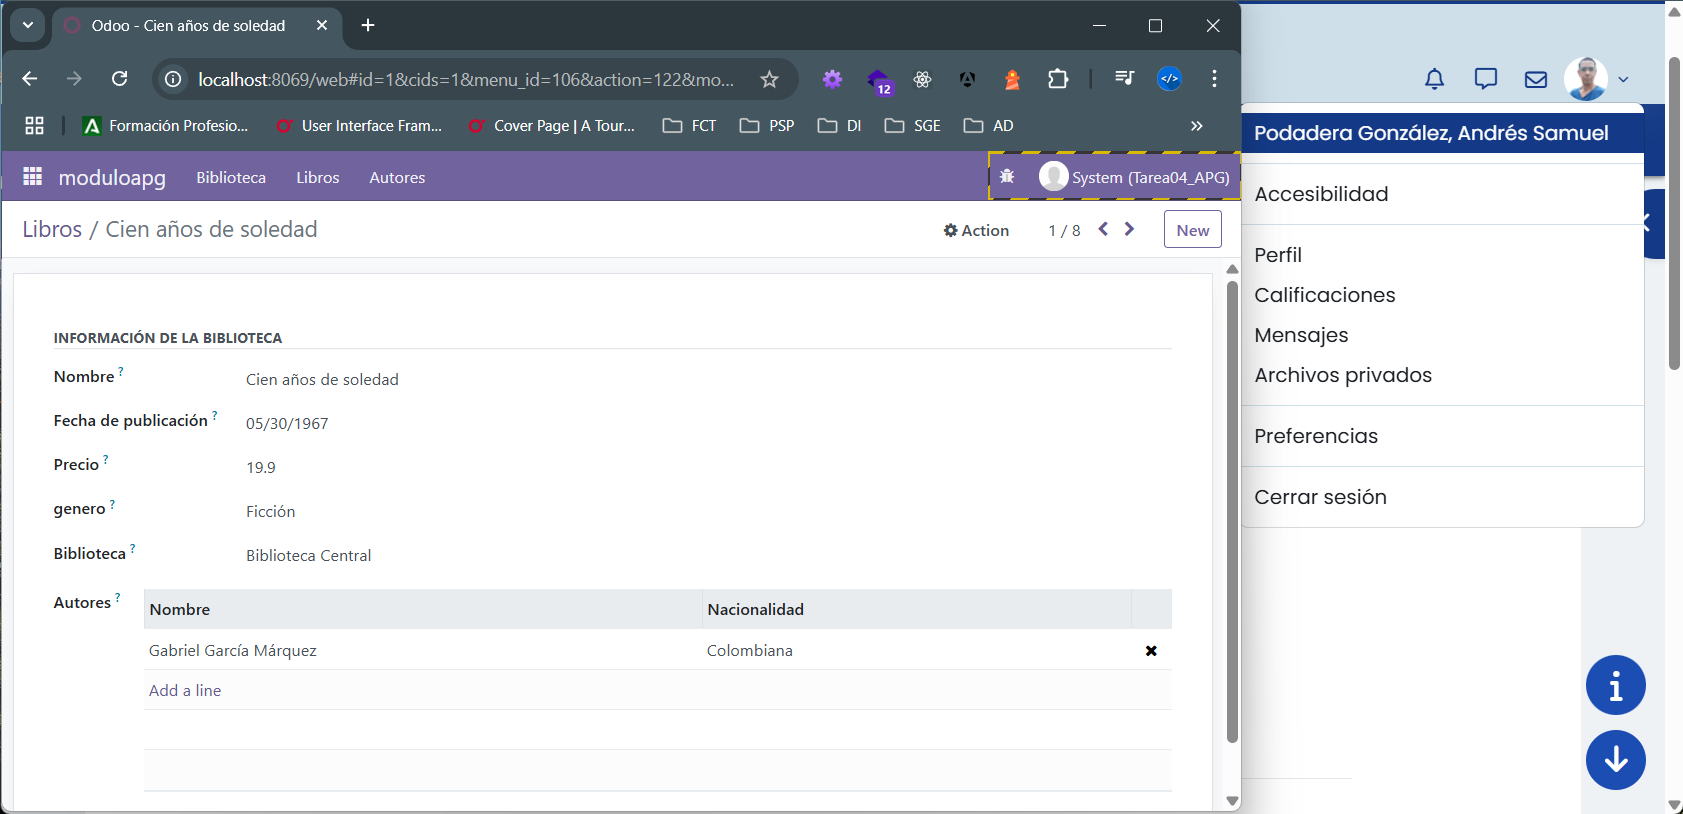 Odoo - Cien años de soledad
localhost:8069/web#id=1&cids=1&menu_id=106&action=122&mo...
12
Formación Profesio...
User Interface Fram...
Cover Page | A Tour...
FCT
PSP
DI
SGE
AD
moduloapg
Biblioteca
Libros
Autores
System (Tarea04_APG)
Libros / Cien años de soledad
Action
1 / 8
New
INFORMACIÓN DE LA BIBLIOTECA
Nombre ? Cien años de soledad
Fecha de publicación ? 05/30/1967
Precio ? 19.9
genero ? Ficción
Biblioteca ? Biblioteca Central
Autores ?
Nombre Nacionalidad
Gabriel García Márquez Colombiana
Add a line
Podadera González, Andrés Samuel
Accesibilidad
Perfil
Calificaciones
Mensajes
Archivos privados
Preferencias
Cerrar sesión